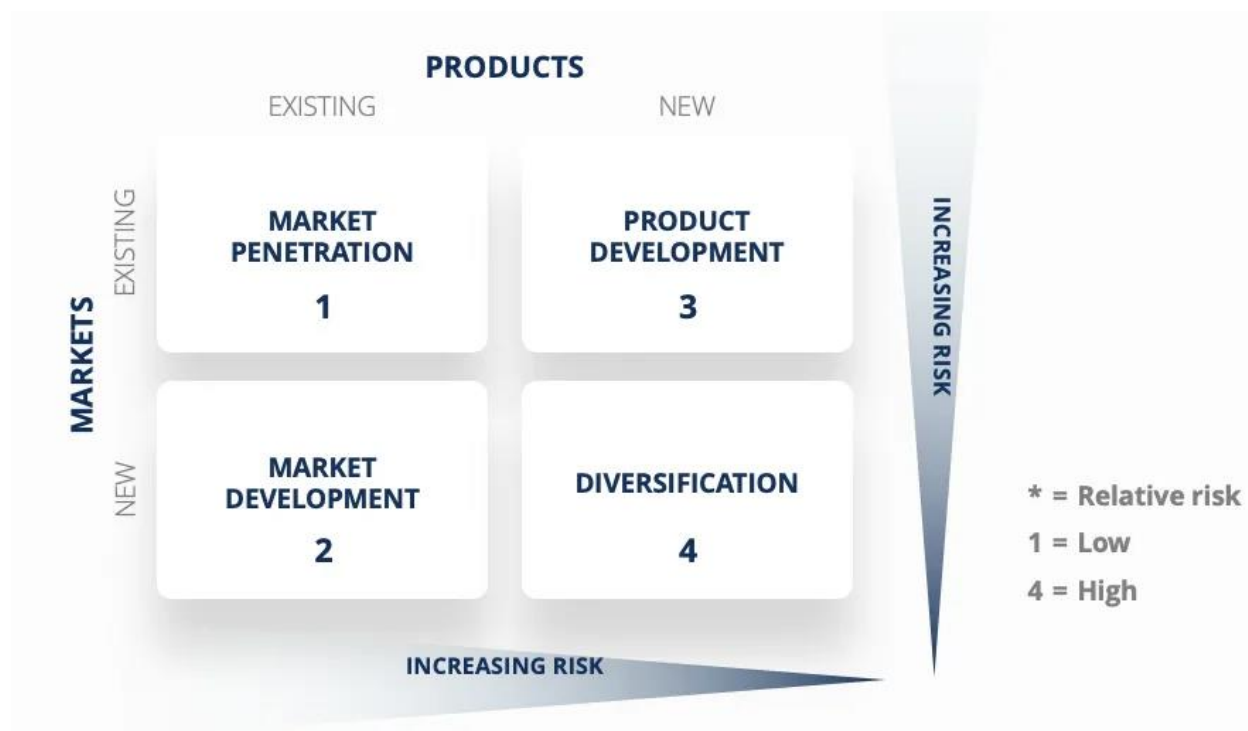 PRODUCTS
EXISTING
NEW
MARKETS
EXISTING
NEW
MARKET
PENETRATION
1
PRODUCT
DEVELOPMENT
3
MARKET
DEVELOPMENT
2
DIVERSIFICATION
4
INCREASING RISK
INCREASING RISK
* = Relative risk
1 = Low
4 = High